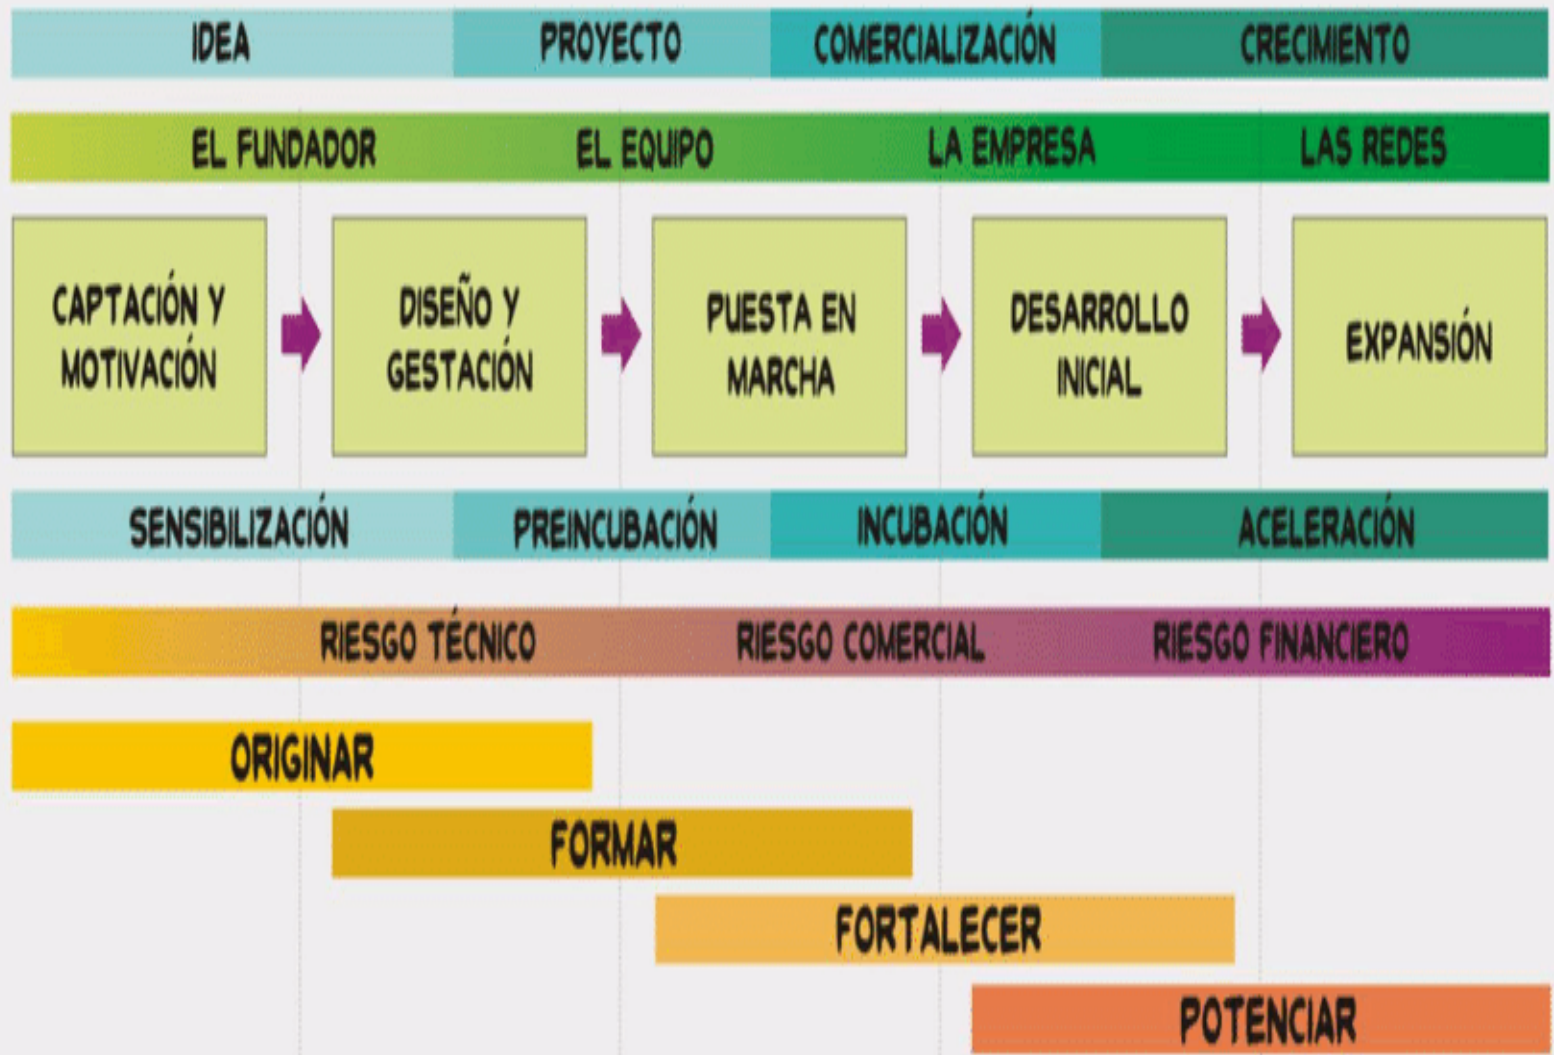 IDEA PROYECTO COMERCIALIZACIÓN CRECIMIENTO
EL FUNDADOR EL EQUIPO LA EMPRESA LAS REDES
CAPTACIÓN Y
MOTIVACIÓN
DISEÑO Y
GESTACIÓN
PUESTA EN
MARCHA
DESARROLLO
INICIAL
EXPANSIÓN
SENSIBILIZACIÓN PREINCUBACIÓN INCUBACIÓN ACELERACIÓN
RIESGO TÉCNICO RIESGO COMERCIAL RIESGO FINANCIERO
ORIGINAR
FORMAR
FORTALECER
POTENCIAR